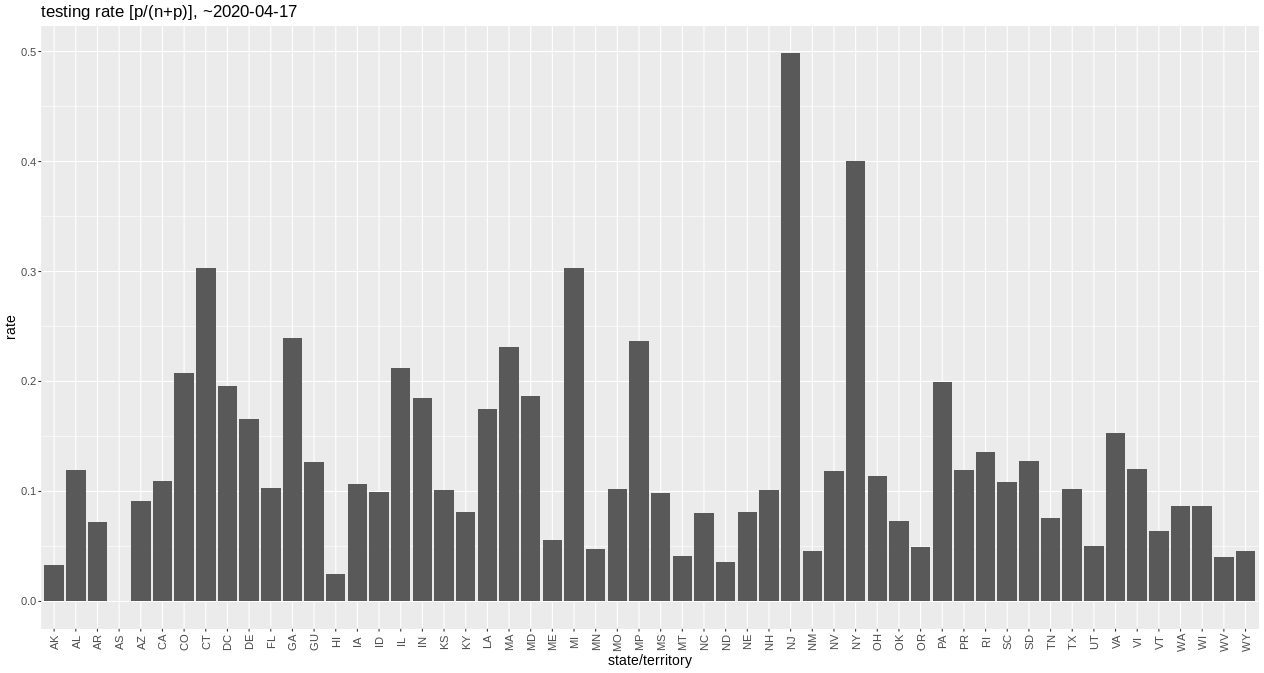 testing rate [p/(n+p)], ~2020-04-17
rate
0.5
0.4
0.3
0.2
0.1
0.0
AK AL AR AS AZ CA CO CT DC DE FL GA GU HI IA ID IL IN KS KY LA MA MD ME MI MN MO MP MS MT NC ND NE NH NJ NM NV NY OH OK OR PA PR RI SC SD TN TX UT VA VI VT WA WI WV WY
state/territory